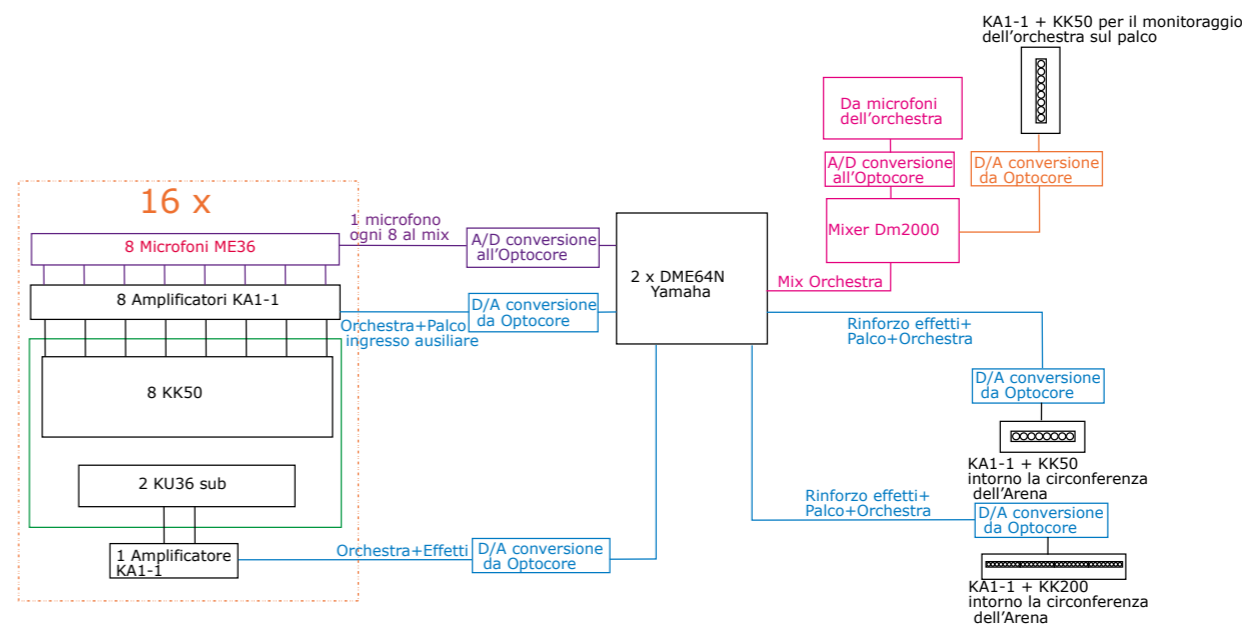 KA1-1 + KK50 per il monitoraggio
dell'orchestra sul palco
Da microfoni
dell'orchestra
A/D conversione
all'Optocore
D/A conversione
da Optocore
16 x
1 microfono
ogni 8 al mix
8 Microfoni ME36
A/D conversione
all'Optocore
Mixer Dm2000
2 x DME64N
Yamaha
Mix Orchestra
8 Amplificatori KA1-1
D/A conversione
da Optocore
Orchestra+Palco
ingresso ausiliare
Rinforzo effetti+
Palco+Orchestra
8 KK50
D/A conversione
da Optocore
KA1-1 + KK50
intorno la circonferenza
dell'Arena
2 KU36 sub
Rinforzo effetti+
Palco+Orchestra
D/A conversione
da Optocore
1 Amplificatore
KA1-1
Orchestra+Effetti
D/A conversione
da Optocore
KA1-1 + KK200
intorno la circonferenza
dell'Arena